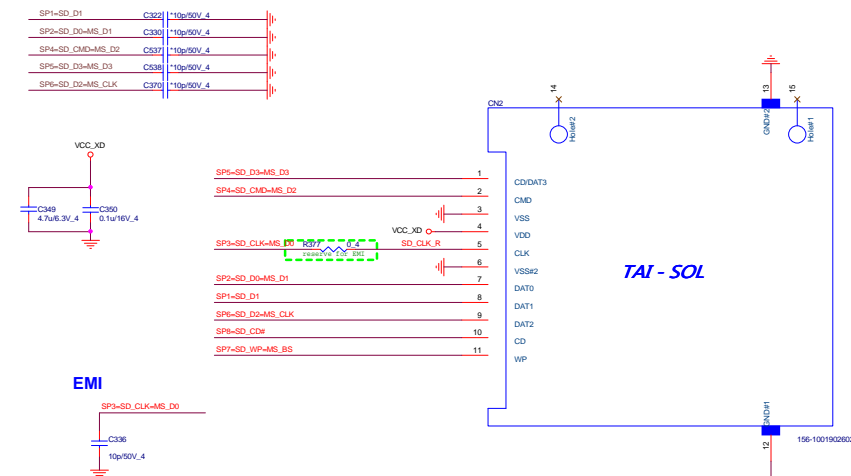 SP1=SD_D1 C322 *10p/50V_4
SP2=SD_D0=MS_D1 C330 *10p/50V_4
SP4=SD_CMD=MS_D2 C537 *10p/50V_4
SP5=SD_D3=MS_D3 C538 *10p/50V_4
SP6=SD_D2=MS_CLK C370 *10p/50V_4
VCC_XD
C349
4.7u/6.3V_4
C350
0.1u/16V_4
CN2
14
Hole#2
13
GND#2
15
Hole#1
SP5=SD_D3=MS_D3 1 CD/DAT3
SP4=SD_CMD=MS_D2 2 CMD
3 VSS
VCC_XD 4 VDD
SP3=SD_CLK=MS_D0 R377 0_4 SD_CLK_R 5 CLK
reserve for EMI
6 VSS#2
SP2=SD_D0=MS_D1 7 DAT0
SP1=SD_D1 8 DAT1
SP6=SD_D2=MS_CLK 9 DAT2
SP8=SD_CD# 10 CD
SP7=SD_WP=MS_BS 11 WP
TAI - SOL
EMI
SP3=SD_CLK=MS_D0
C336
10p/50V_4
GND#1
12
156-100190260